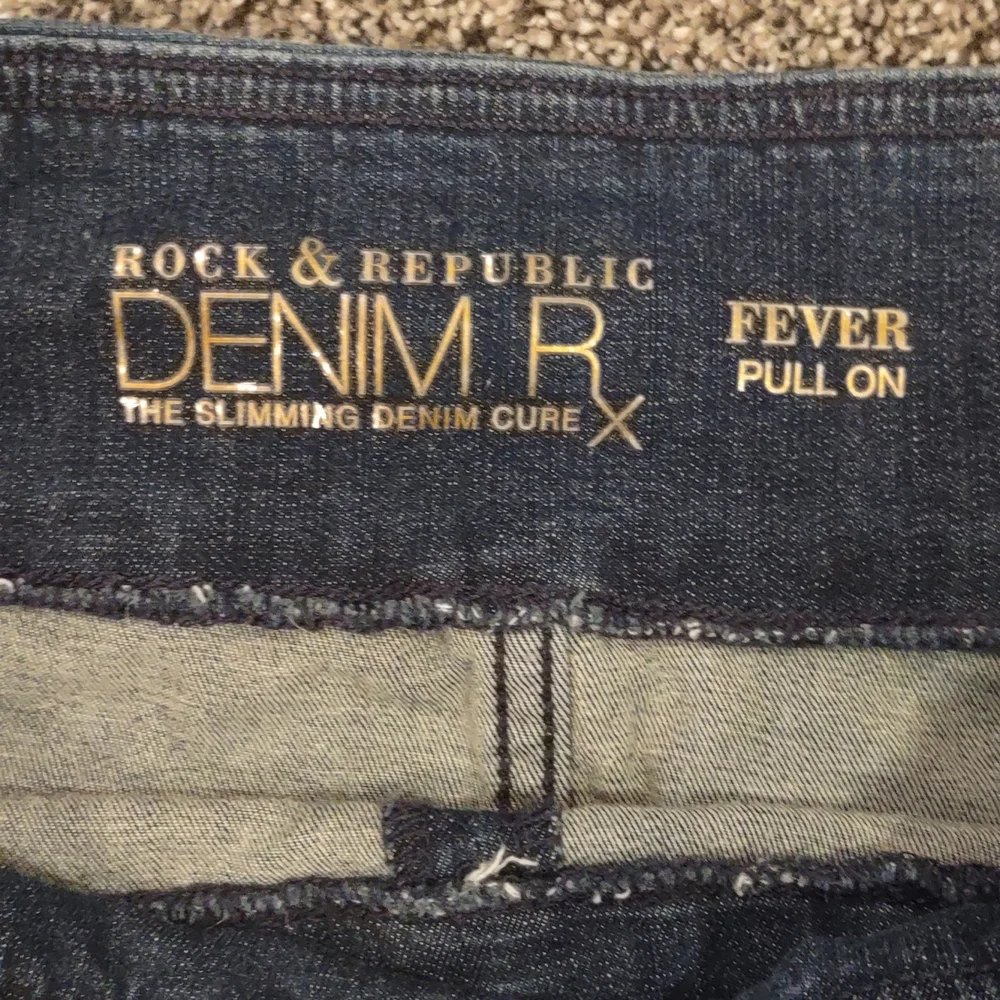 ROCK & REPUBLIC
DENIM RX
THE SLIMMING DENIM CURE
FEVER
PULL ON